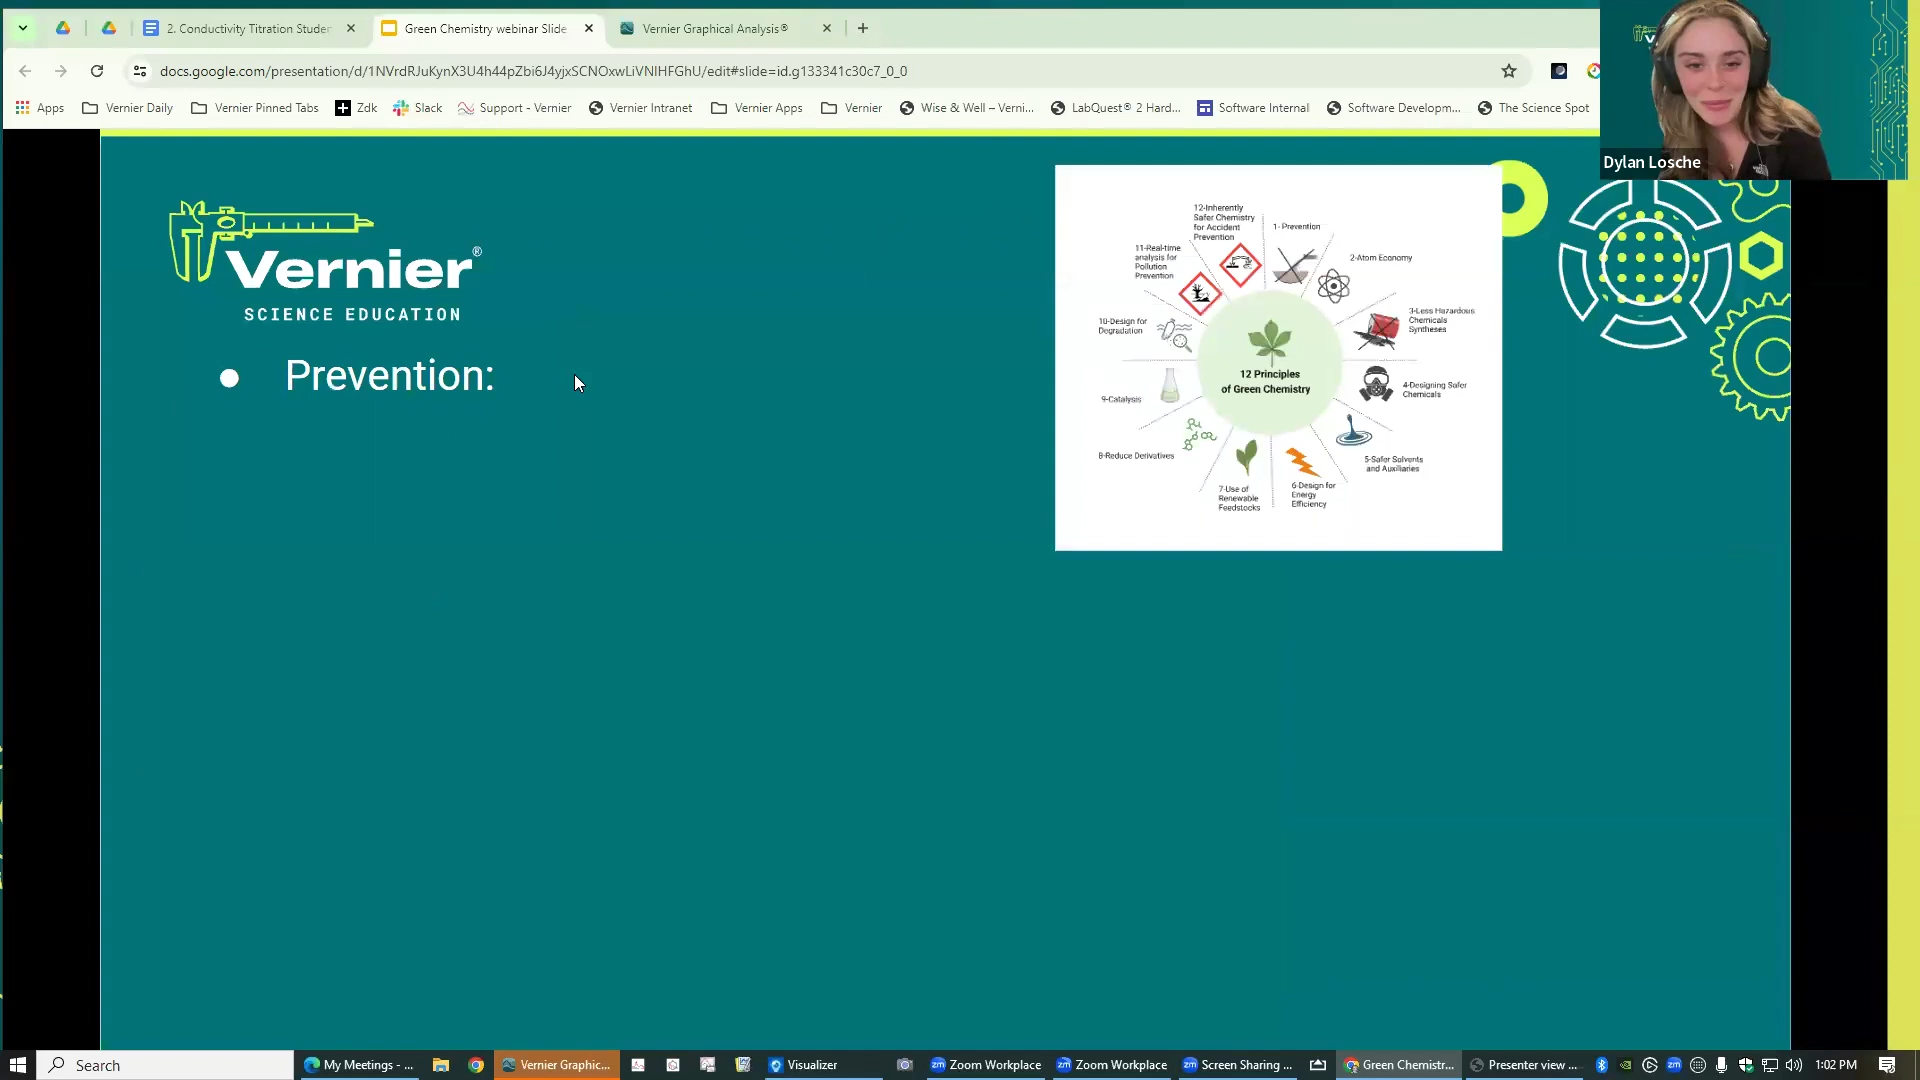 2. Conductivity Titration Studen
Green Chemistry webinar Slide
Vernier Graphical Analysis®
docs.google.com/presentation/d/1NVrdRJuKynX3U4h44pZbi6J4yjxSCNOxwLiVNIHFGhU/edit#slide=id.g133341c30c7_0_0
Apps
Vernier Daily
Vernier Pinned Tabs
Zdk
Slack
Support - Vernier
Vernier Intranet
Vernier Apps
Vernier
Wise & Well – Verni...
LabQuest® 2 Hard...
Software Internal
Software Developm...
The Science Spot
Dylan Losche
Vernier®
SCIENCE EDUCATION
Prevention:
12-Inherently
Safer Chemistry
for Accident
Prevention
1- Prevention
2-Atom Economy
3-Less Hazardous
Chemicals
Syntheses
4-Designing Safer
Chemicals
5-Safer Solvents
and Auxiliaries
6-Design for
Energy
Efficiency
7-Use of
Renewable
Feedstocks
8-Reduce Derivatives
9-Catalysis
10-Design for
Degradation
11-Real-time
analysis for
Pollution
Prevention
12 Principles
of Green Chemistry
Search
My Meetings - ...
Vernier Graphic...
Visualizer
Zoom Workplace
Zoom Workplace
Screen Sharing ...
Green Chemistr...
Presenter view ...
1:02 PM